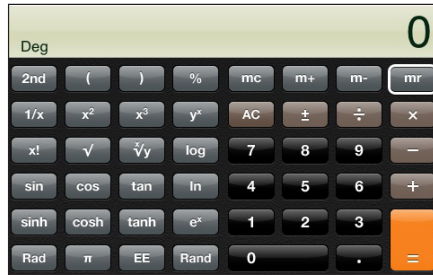 0
Deg
2nd ( ) % mc m+ m- mr
1/x x² x³ yˣ AC ± ÷ ×
x! √ ˣ√y log 7 8 9 −
sin cos tan ln 4 5 6 +
sinh cosh tanh eˣ 1 2 3
Rad π EE Rand 0 . =